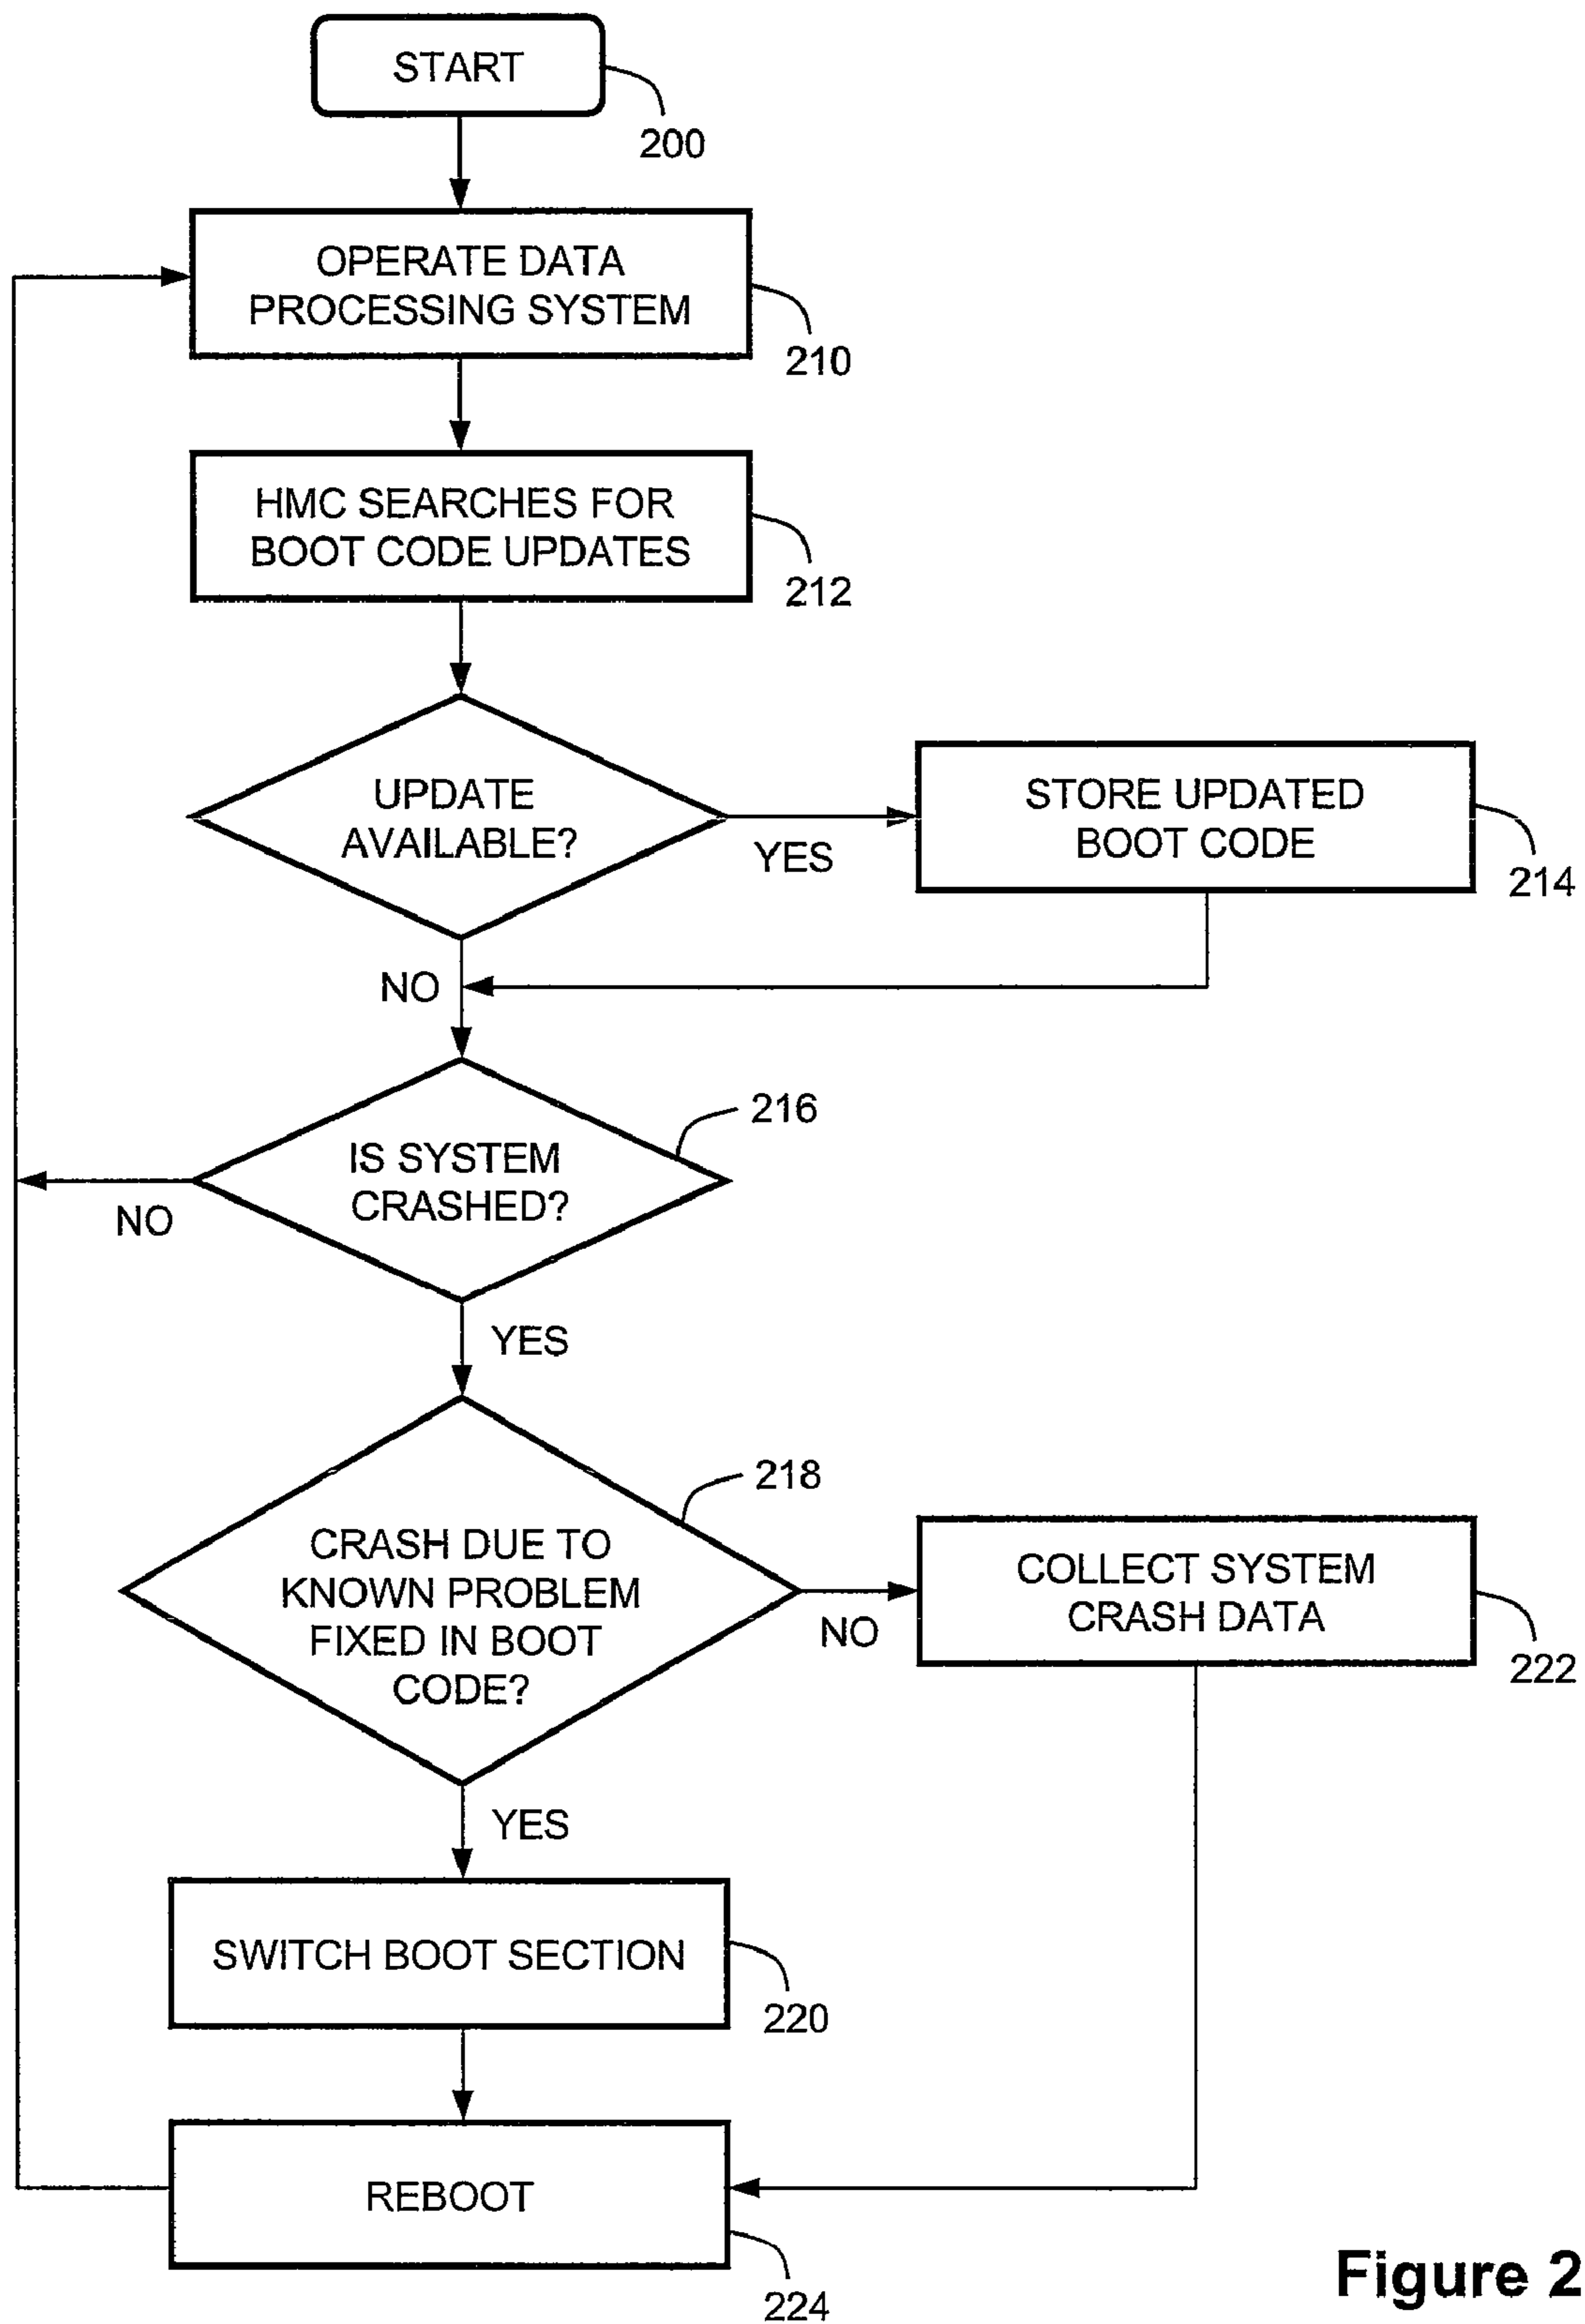 START
200
OPERATE DATA
PROCESSING SYSTEM
210
HMC SEARCHES FOR
BOOT CODE UPDATES
212
UPDATE
AVAILABLE?
YES
STORE UPDATED
BOOT CODE
214
NO
216
IS SYSTEM
CRASHED?
NO
YES
218
CRASH DUE TO
KNOWN PROBLEM
FIXED IN BOOT
CODE?
NO
COLLECT SYSTEM
CRASH DATA
222
YES
SWITCH BOOT SECTION
220
REBOOT
224
Figure 2